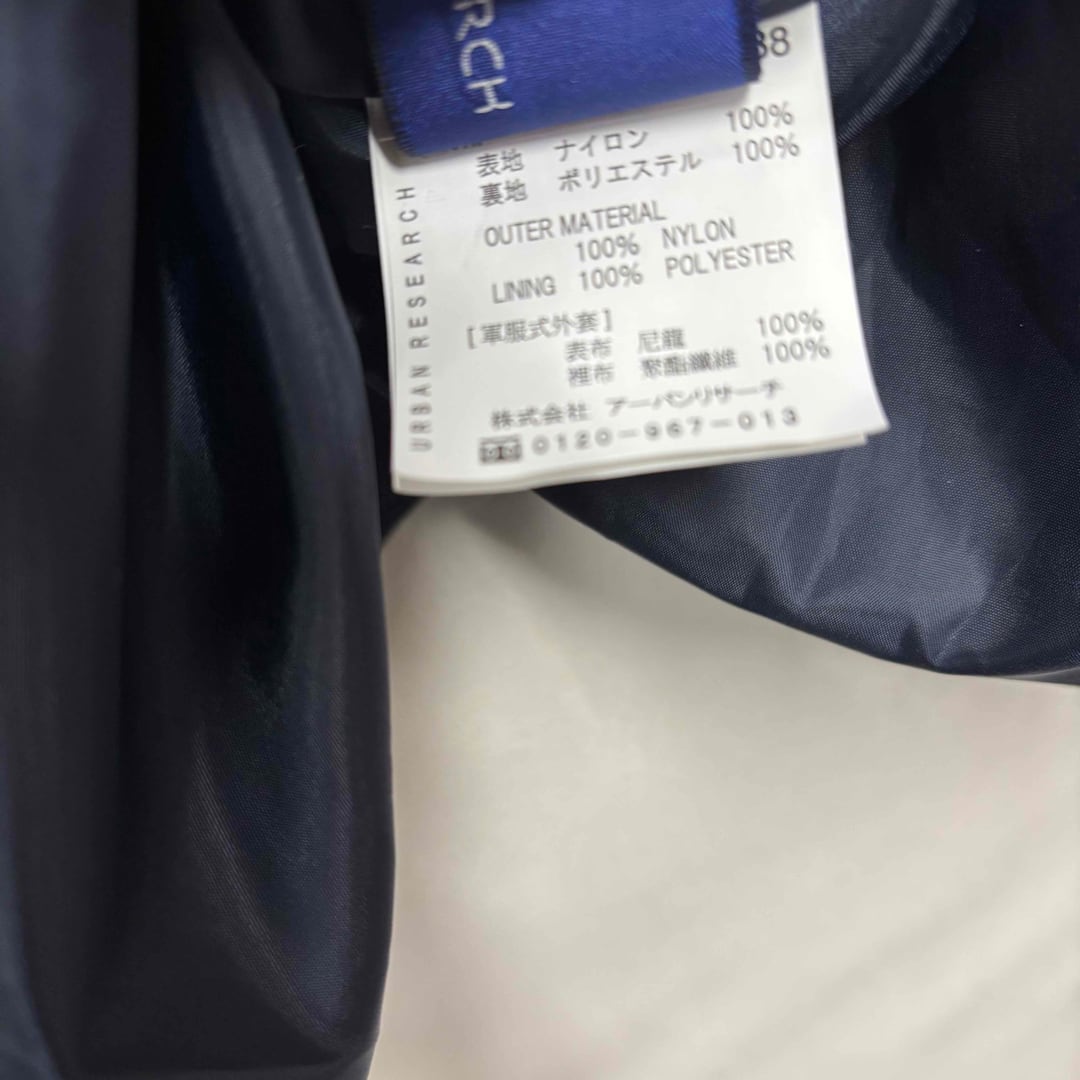 RCH
38
表地 ナイロン 100%
裏地 ポリエステル 100%
OUTER MATERIAL
100% NYLON
LINING 100% POLYESTER
[軍服式外套]
表布 尼龍 100%
裡布 聚酯纖維 100%
株式会社 アーバンリサーチ
0120-967-013
URBAN RESEARCH